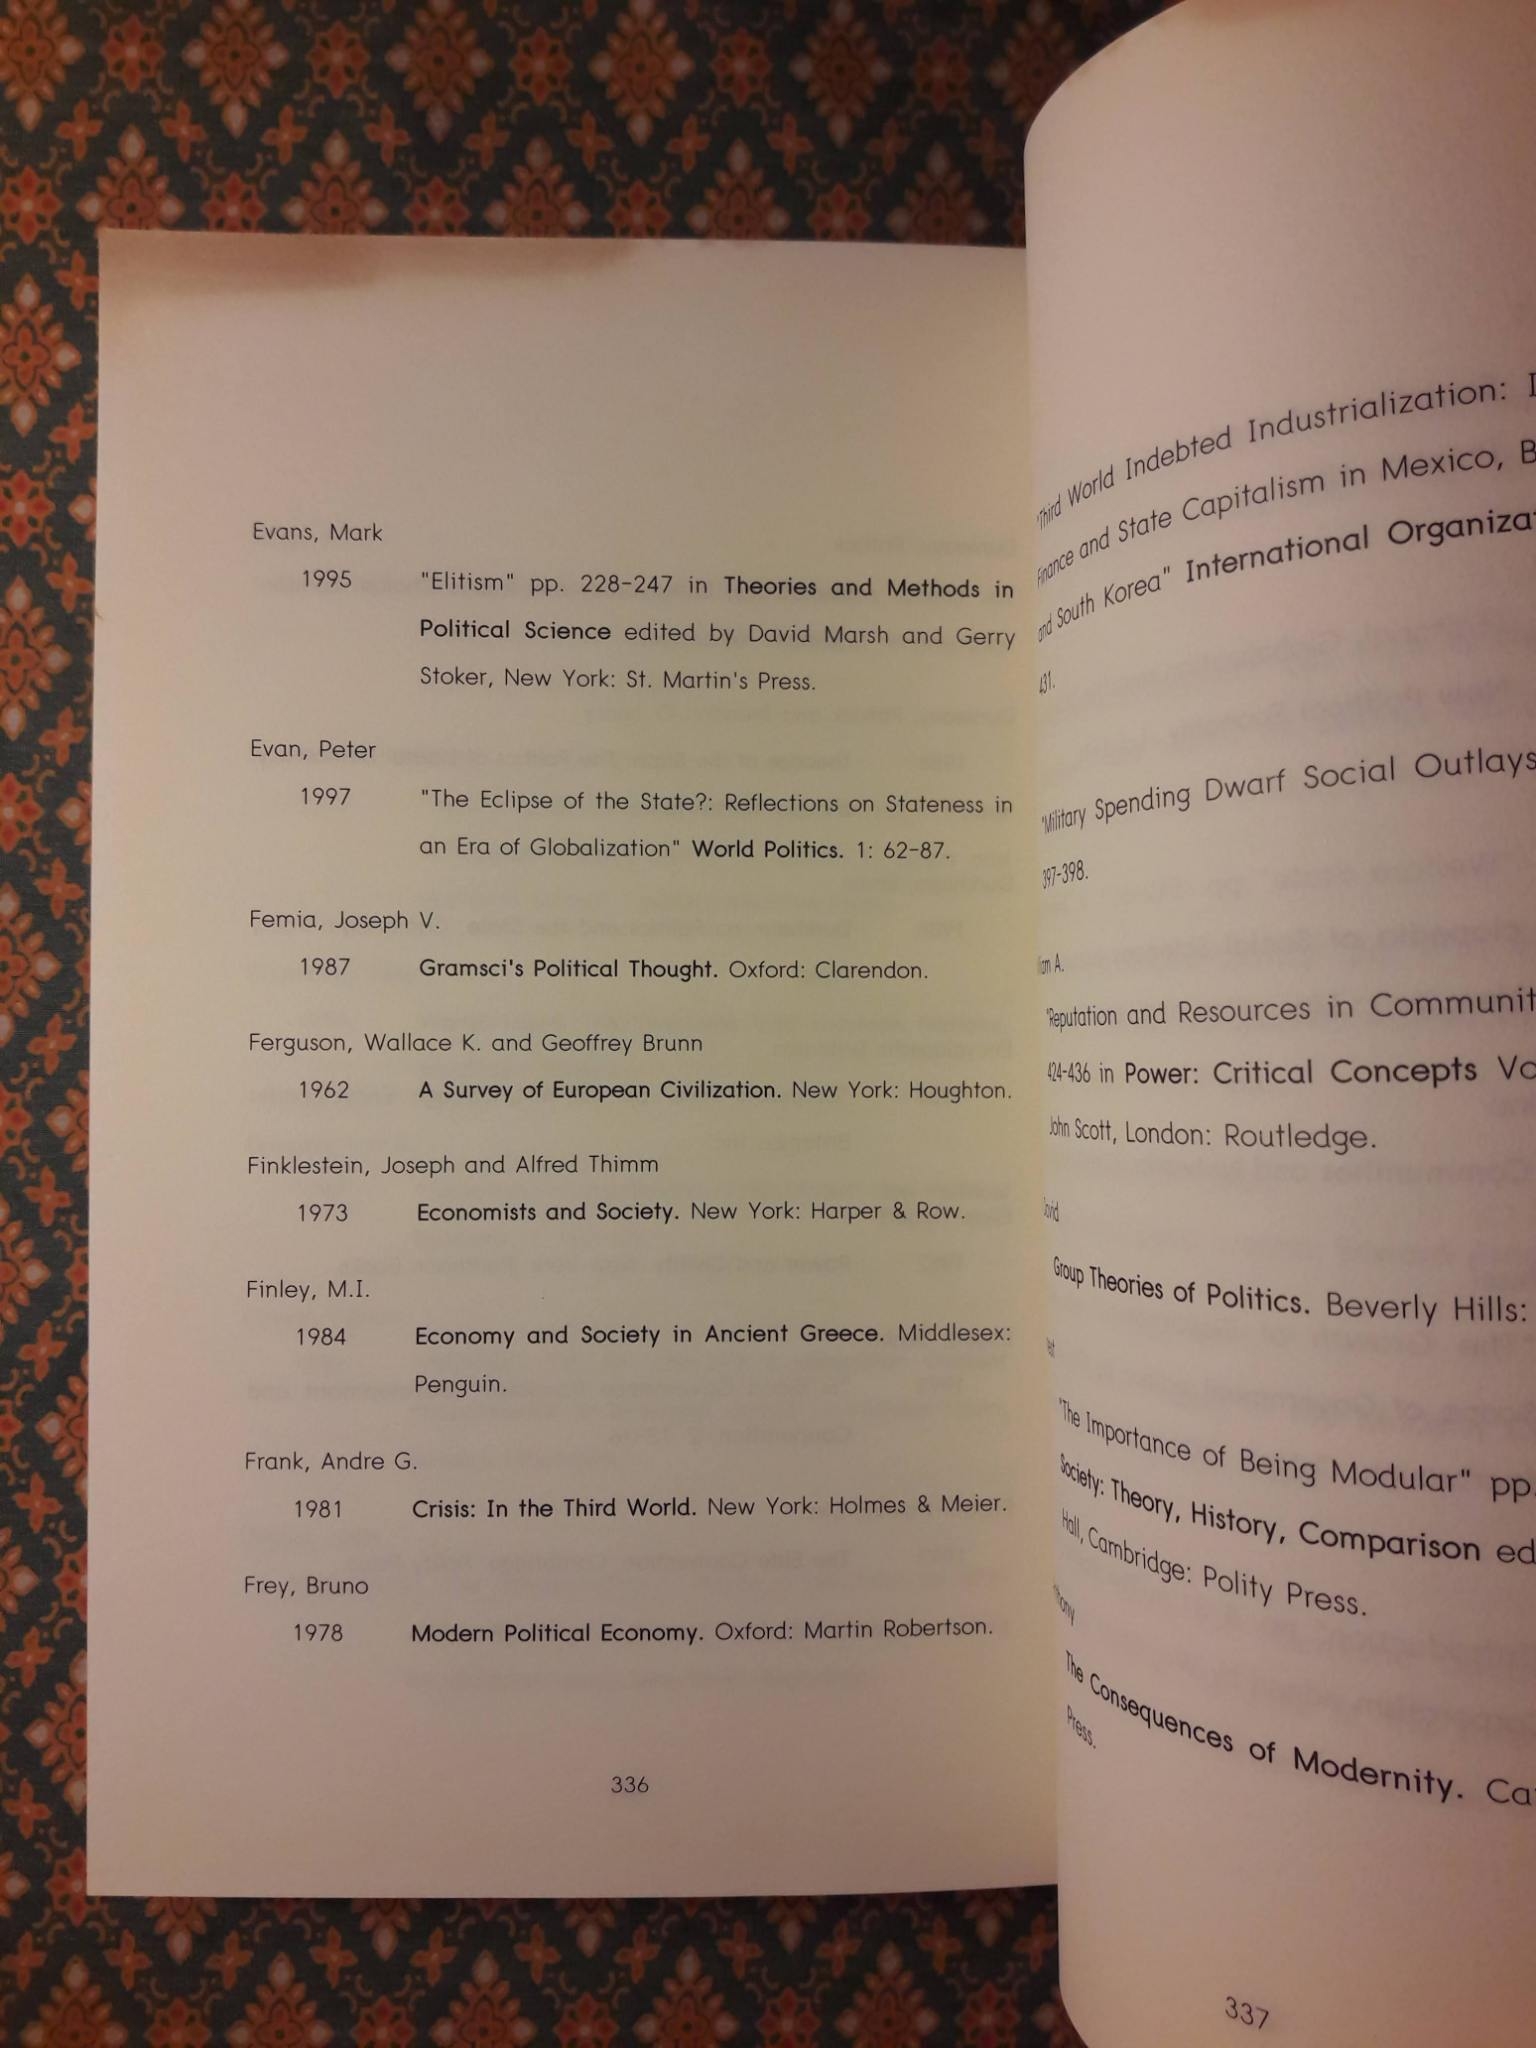 Evans, Mark
1995 "Elitism" pp. 228-247 in Theories and Methods in
Political Science edited by David Marsh and Gerry
Stoker, New York: St. Martin's Press.
Evan, Peter
1997 "The Eclipse of the State?: Reflections on Stateness in
an Era of Globalization" World Politics. 1: 62-87.
Femia, Joseph V.
1987 Gramsci's Political Thought. Oxford: Clarendon.
Ferguson, Wallace K. and Geoffrey Brunn
1962 A Survey of European Civilization. New York: Houghton.
Finklestein, Joseph and Alfred Thimm
1973 Economists and Society. New York: Harper & Row.
Finley, M.I.
1984 Economy and Society in Ancient Greece. Middlesex:
Penguin.
Frank, Andre G.
1981 Crisis: In the Third World. New York: Holmes & Meier.
Frey, Bruno
1978 Modern Political Economy. Oxford: Martin Robertson.
336
"Third World Indebted Industrialization:
Finance and State Capitalism in Mexico,
and South Korea" International
431.
"Military Spending Dwarf Social Outlays
397-398.
A.
"Reputation and Resources in
424-436 in Power: Critical Concepts
John Scott, London: Routledge.
Group Theories of Politics. Beverly Hills:
"The Importance of Being Modular" pp.
Society: Theory, History, Comparison
Hall, Cambridge: Polity Press.
The Consequences of Modernity.
Press.
337